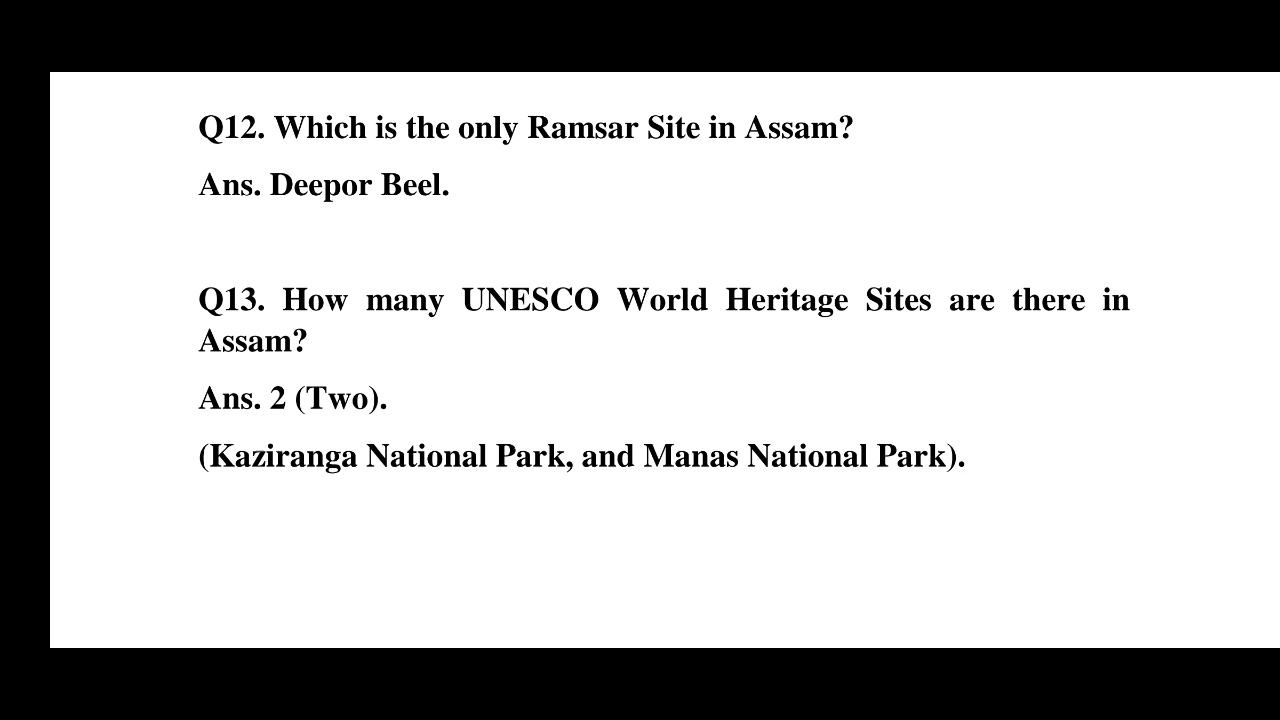 Q12. Which is the only Ramsar Site in Assam?
Ans. Deepor Beel.
Q13. How many UNESCO World Heritage Sites are there in
Assam?
Ans. 2 (Two).
(Kaziranga National Park, and Manas National Park).